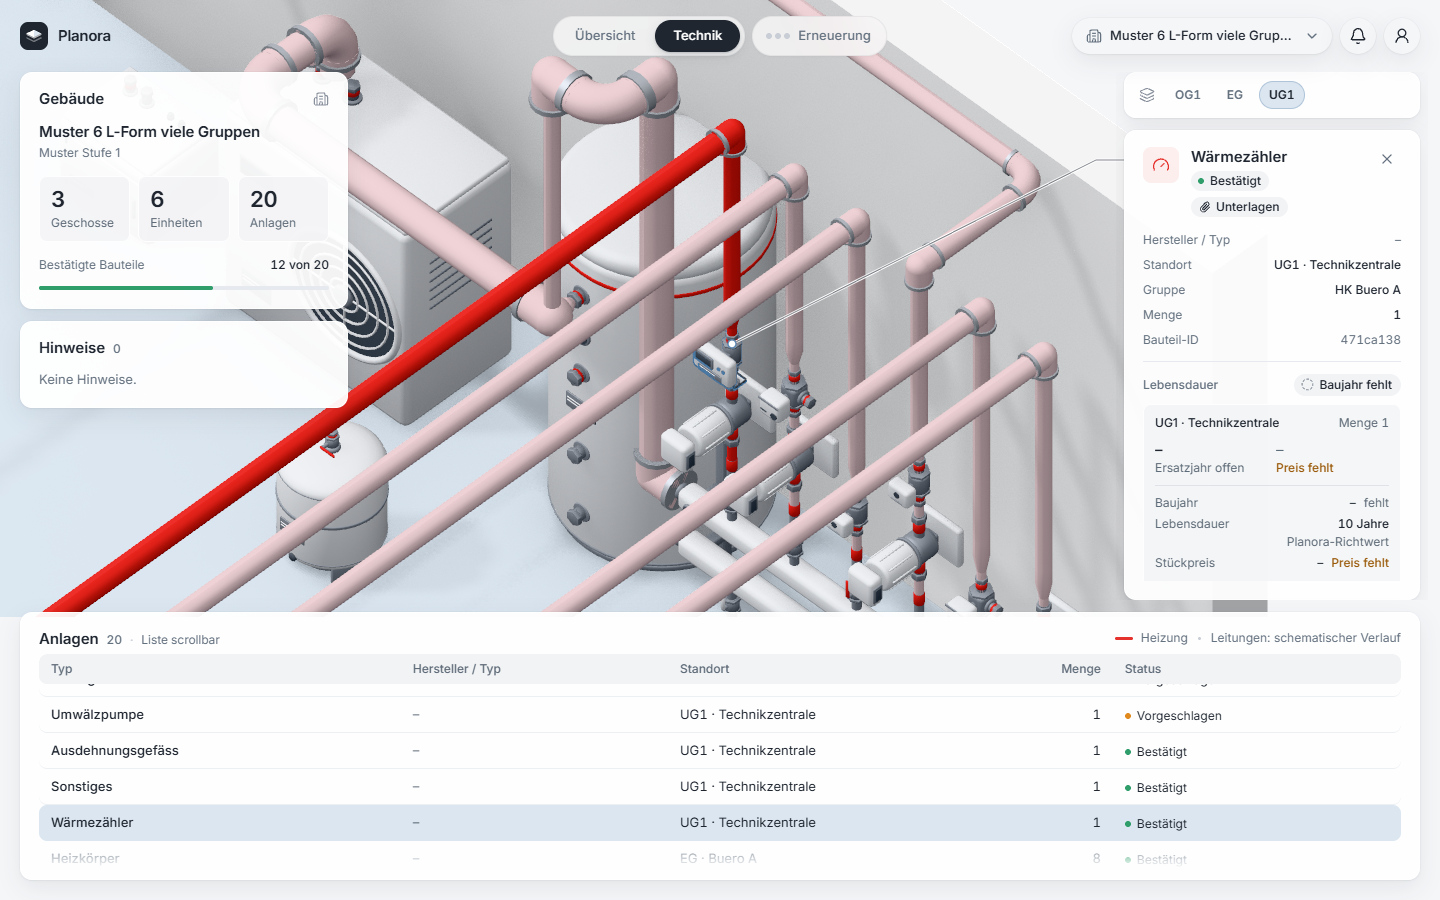 Planora
Übersicht
Technik
Erneuerung
Muster 6 L-Form viele Grup...
Gebäude
Muster 6 L-Form viele Gruppen
Muster Stufe 1
3
Geschosse
6
Einheiten
20
Anlagen
Bestätigte Bauteile
12 von 20
Hinweise 0
Keine Hinweise.
OG1
EG
UG1
Wärmezähler
Bestätigt
Unterlagen
Hersteller / Typ –
Standort UG1 · Technikzentrale
Gruppe HK Buero A
Menge 1
Bauteil-ID 471ca138
Lebensdauer Baujahr fehlt
UG1 · Technikzentrale Menge 1
– –
Ersatzjahr offen Preis fehlt
Baujahr – fehlt
Lebensdauer 10 Jahre
Planora-Richtwert
Stückpreis – Preis fehlt
Anlagen 20 · Liste scrollbar
Heizung · Leitungen: schematischer Verlauf
Typ Hersteller / Typ Standort Menge Status
Umwälzpumpe – UG1 · Technikzentrale 1 Vorgeschlagen
Ausdehnungsgefäss – UG1 · Technikzentrale 1 Bestätigt
Sonstiges – UG1 · Technikzentrale 1 Bestätigt
Wärmezähler – UG1 · Technikzentrale 1 Bestätigt
Heizkörper – EG · Buero A 8 Bestätigt